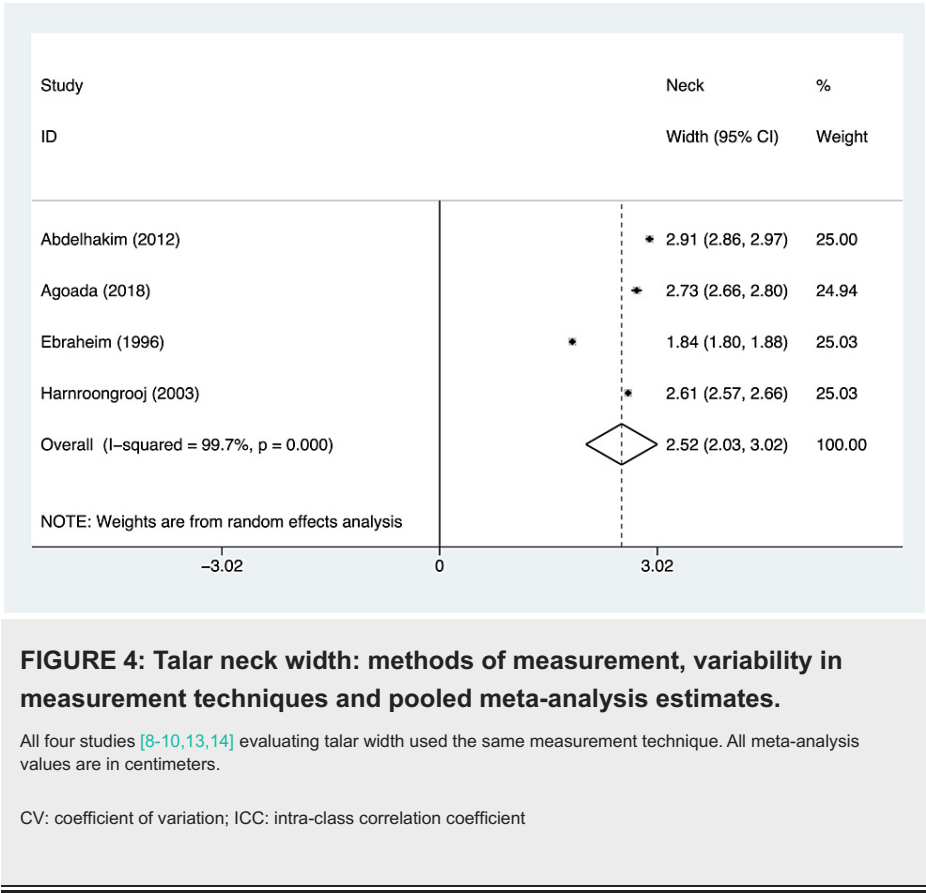 Study Neck %
ID Width (95% CI) Weight
Abdelhakim (2012) 2.91 (2.86, 2.97) 25.00
Agoada (2018) 2.73 (2.66, 2.80) 24.94
Ebraheim (1996) 1.84 (1.80, 1.88) 25.03
Harnroongrooj (2003) 2.61 (2.57, 2.66) 25.03
Overall (I−squared = 99.7%, p = 0.000) 2.52 (2.03, 3.02) 100.00
NOTE: Weights are from random effects analysis
−3.02 0 3.02
FIGURE 4: Talar neck width: methods of measurement, variability in
measurement techniques and pooled meta-analysis estimates.
All four studies [8-10,13,14] evaluating talar width used the same measurement technique. All meta-analysis
values are in centimeters.
CV: coefficient of variation; ICC: intra-class correlation coefficient